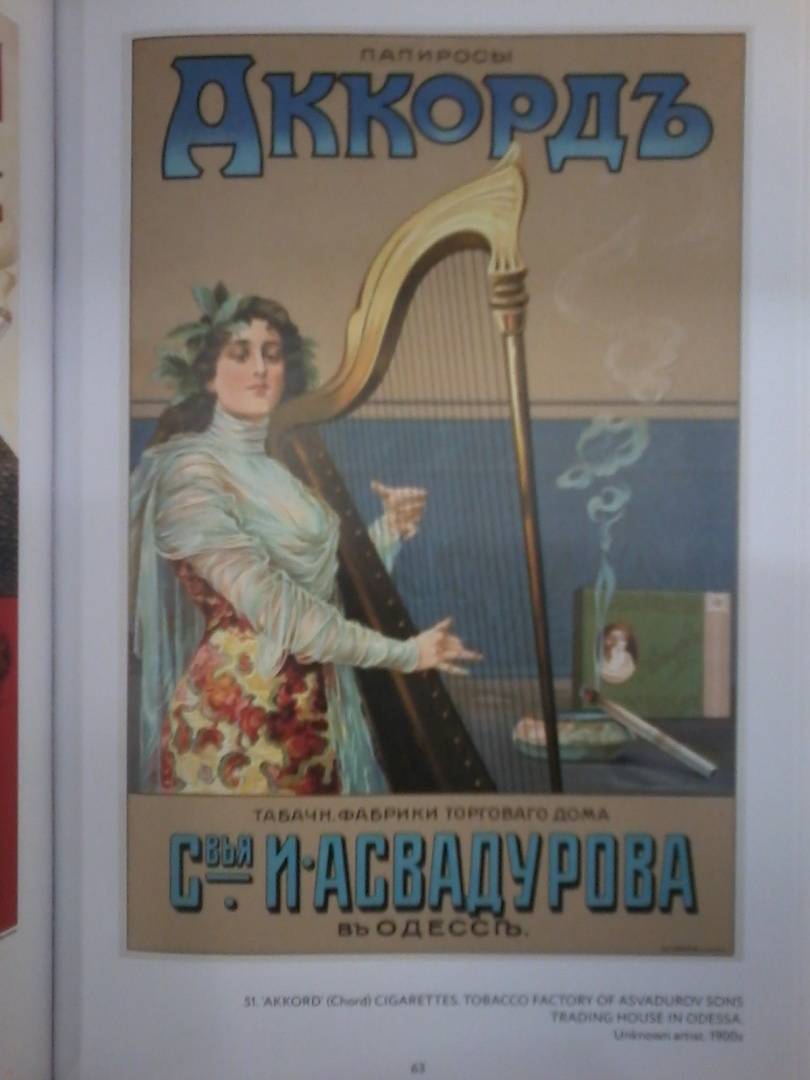 ПАПИРОСЫ
АККОРДЪ
ТАБАЧН. ФАБРИКИ ТОРГОВАГО ДОМА
С-ВЬЯ И. АСВАДУРОВА
ВЪ ОДЕССѢ.
51. 'AKKORD' (Chord) CIGARETTES. TOBACCO FACTORY OF ASVADUROV SONS
TRADING HOUSE IN ODESSA.
Unknown artist. 1900s
63